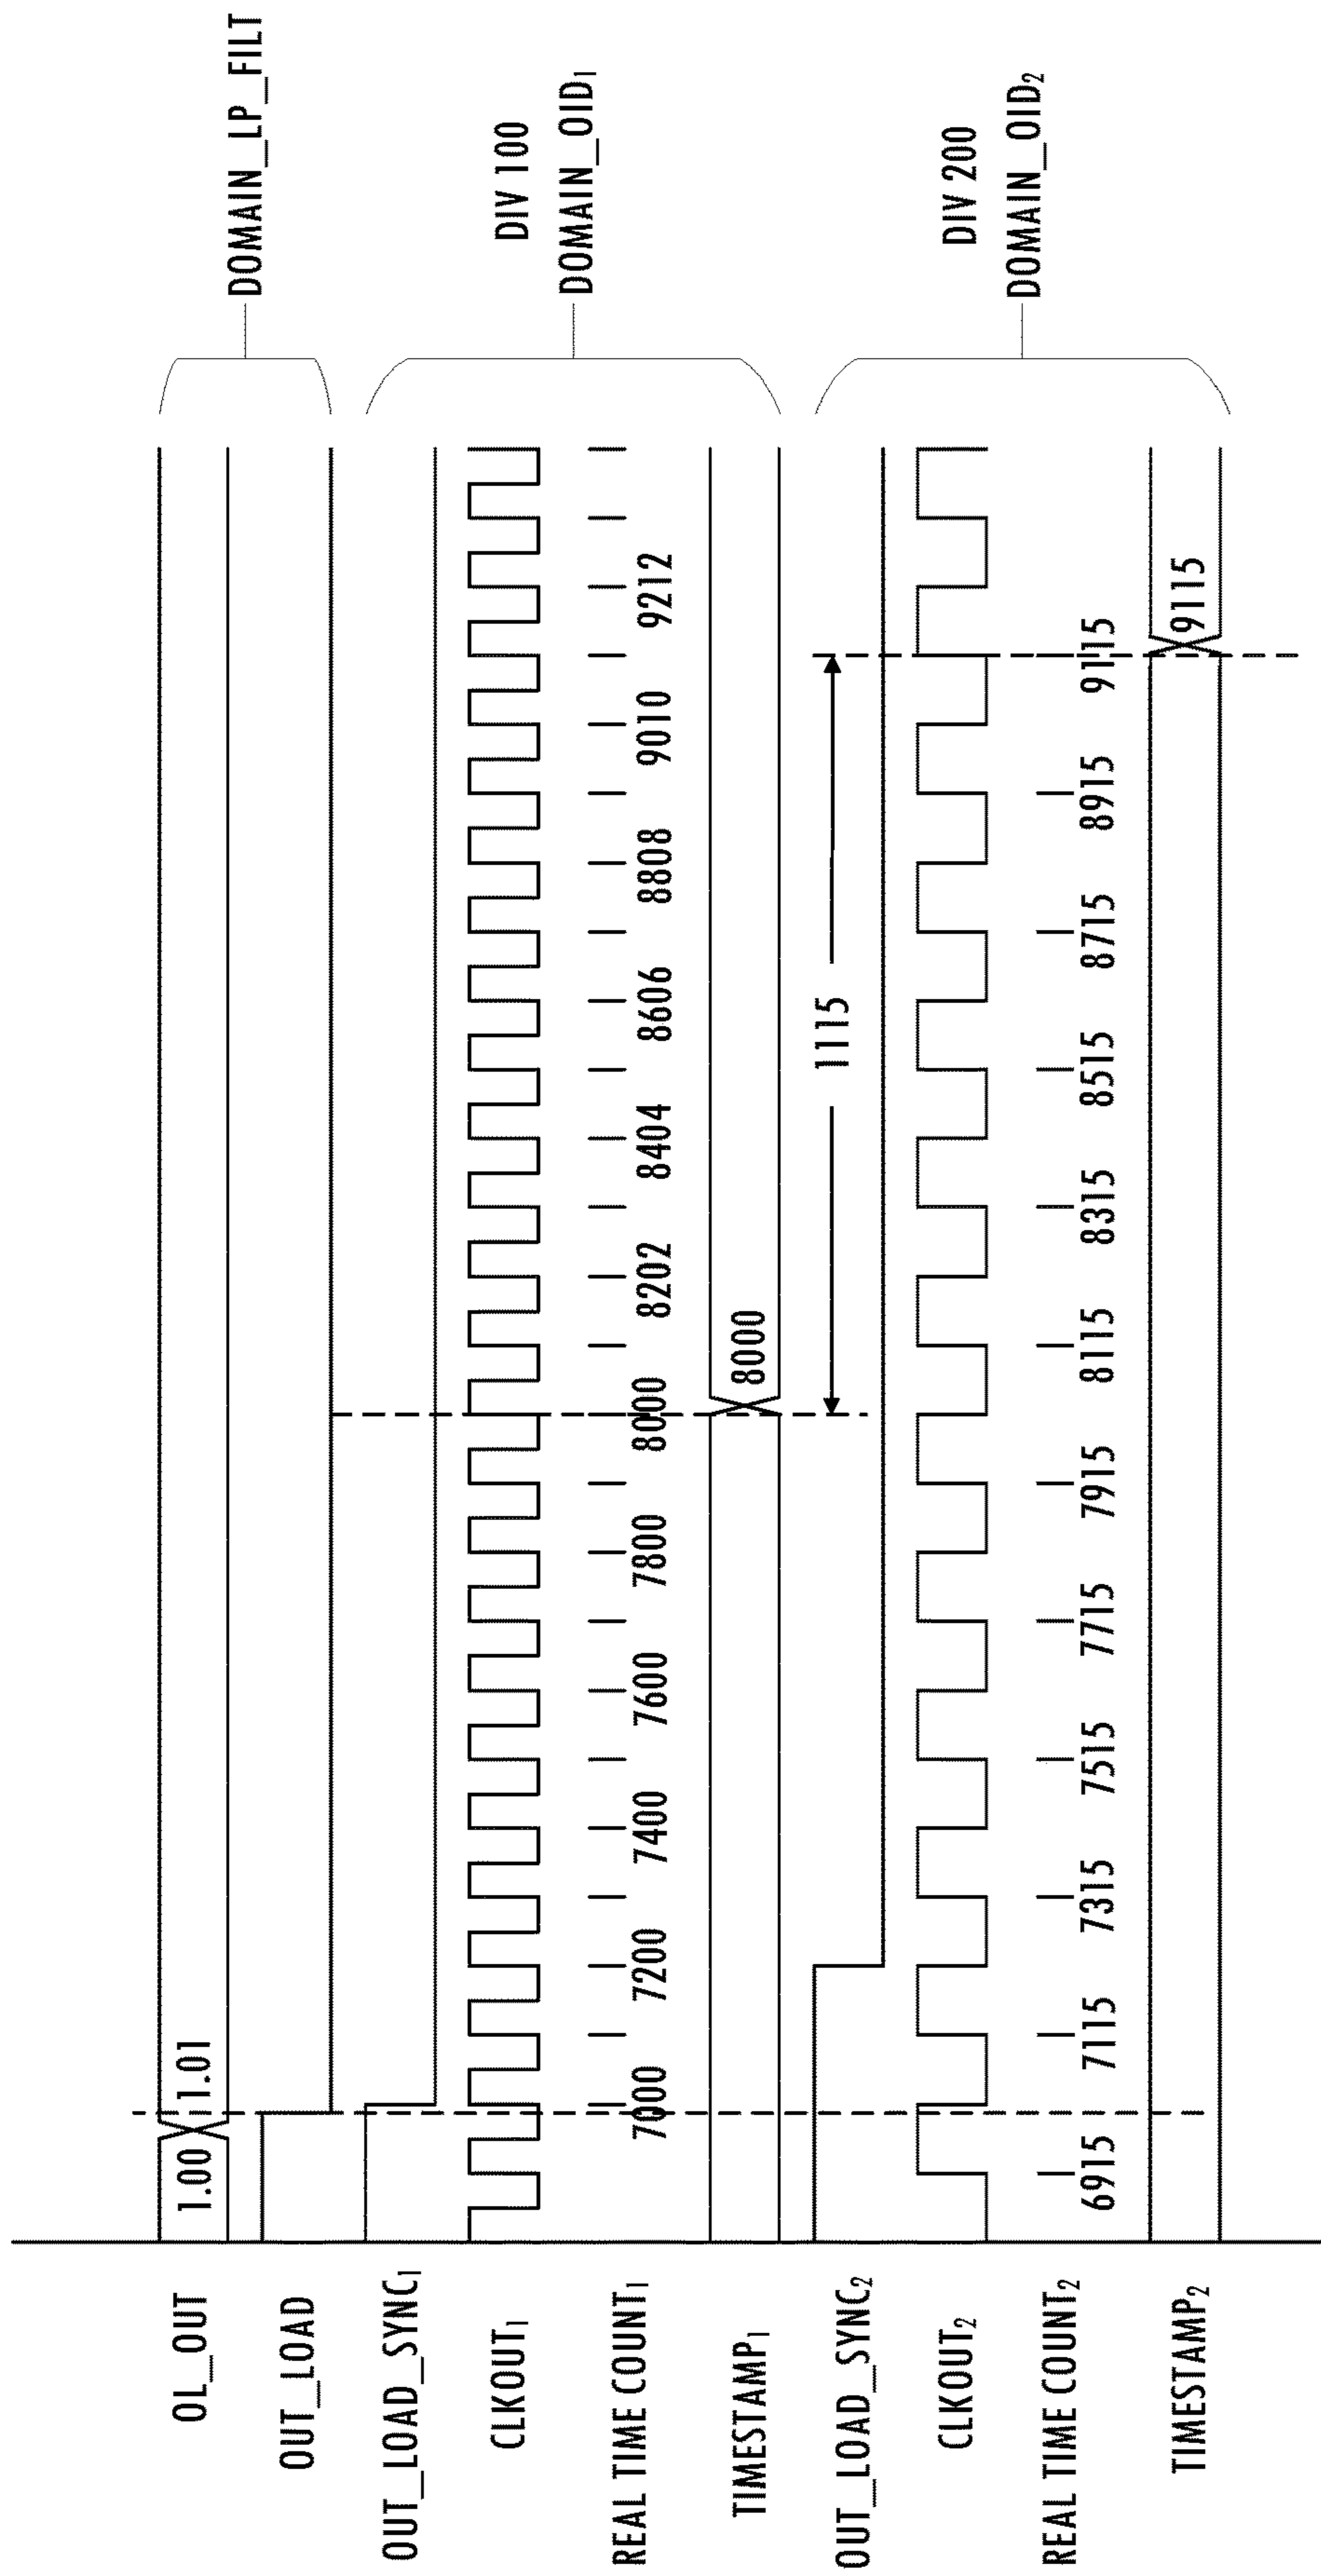 OL_OUT
1.00
1.01
OUT_LOAD
DOMAIN_LP_FILT
OUT_LOAD_SYNC₁
CLKOUT₁
DIV 100
DOMAIN_OID₁
REAL TIME COUNT₁
7000
7200
7400
7600
7800
8000
8202
8404
8606
8808
9010
9212
TIMESTAMP₁
8000
OUT_LOAD_SYNC₂
1115
CLKOUT₂
DIV 200
DOMAIN_OID₂
REAL TIME COUNT₂
6915
7115
7315
7515
7715
7915
8115
8315
8515
8715
8915
9115
TIMESTAMP₂
9115